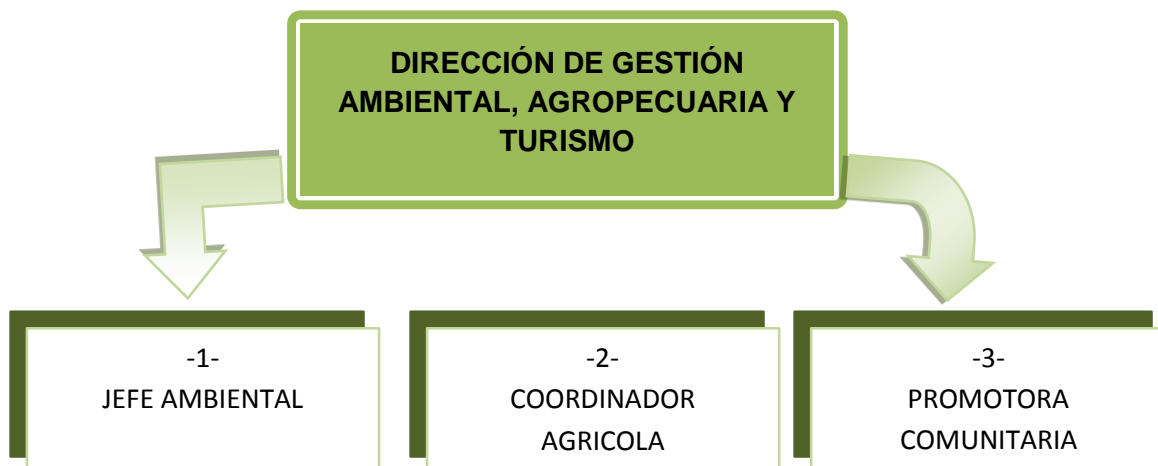 DIRECCIÓN DE GESTIÓN
AMBIENTAL, AGROPECUARIA Y
TURISMO
-1-
JEFE AMBIENTAL
-2-
COORDINADOR
AGRICOLA
-3-
PROMOTORA
COMUNITARIA